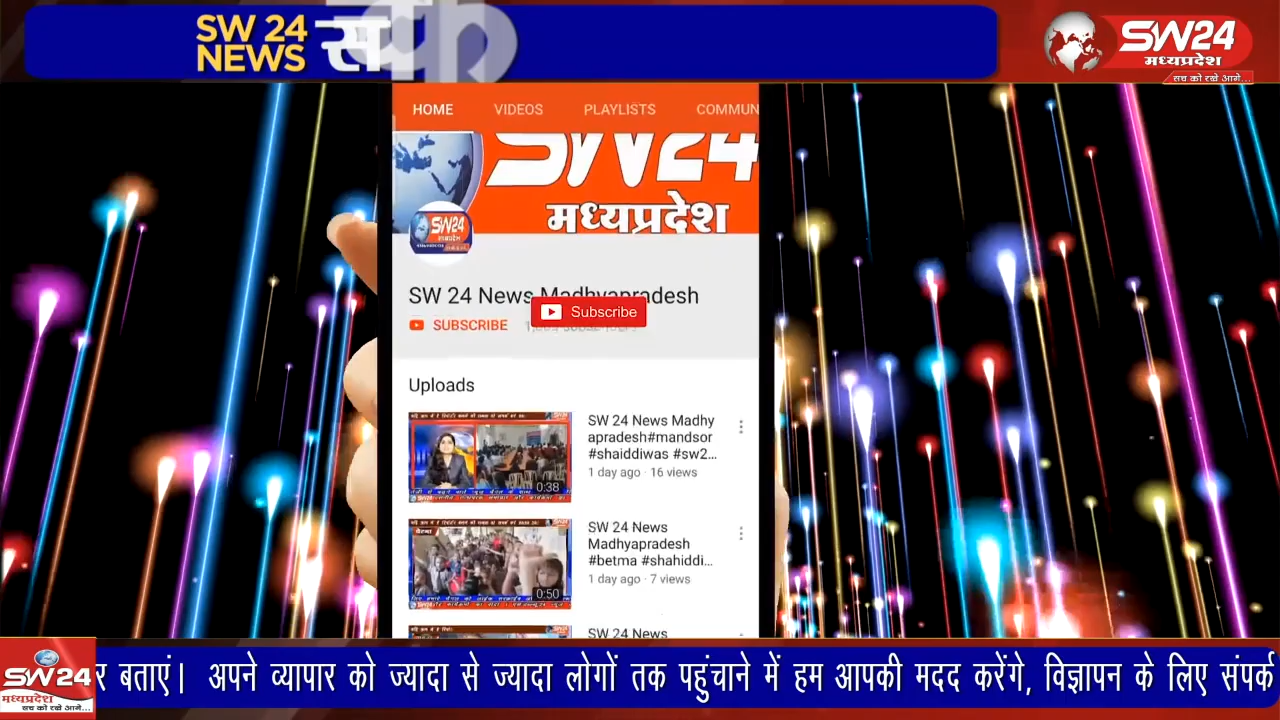 SW 24
NEWS
स
SW24
मध्यप्रदेश
सच को रखे आगे...
HOME VIDEOS PLAYLISTS COMMUN
SW24
मध्यप्रदेश
SW24
SW 24 News Madhyapradesh
SUBSCRIBE
Subscribe
Uploads
SW 24 News Madhy
apradesh#mandsor
#shaiddiwas #sw2...
1 day ago · 16 views
0:38
SW 24 News
Madhyapradesh
#betma #shahiddi...
1 day ago · 7 views
0:50
SW 24 News
SW24
मध्यप्रदेश
सच को रखे आगे...
र बताएं। अपने व्यापार को ज्यादा से ज्यादा लोगों तक पहुंचाने में हम आपकी मदद करेंगे, विज्ञापन के लिए संपर्क